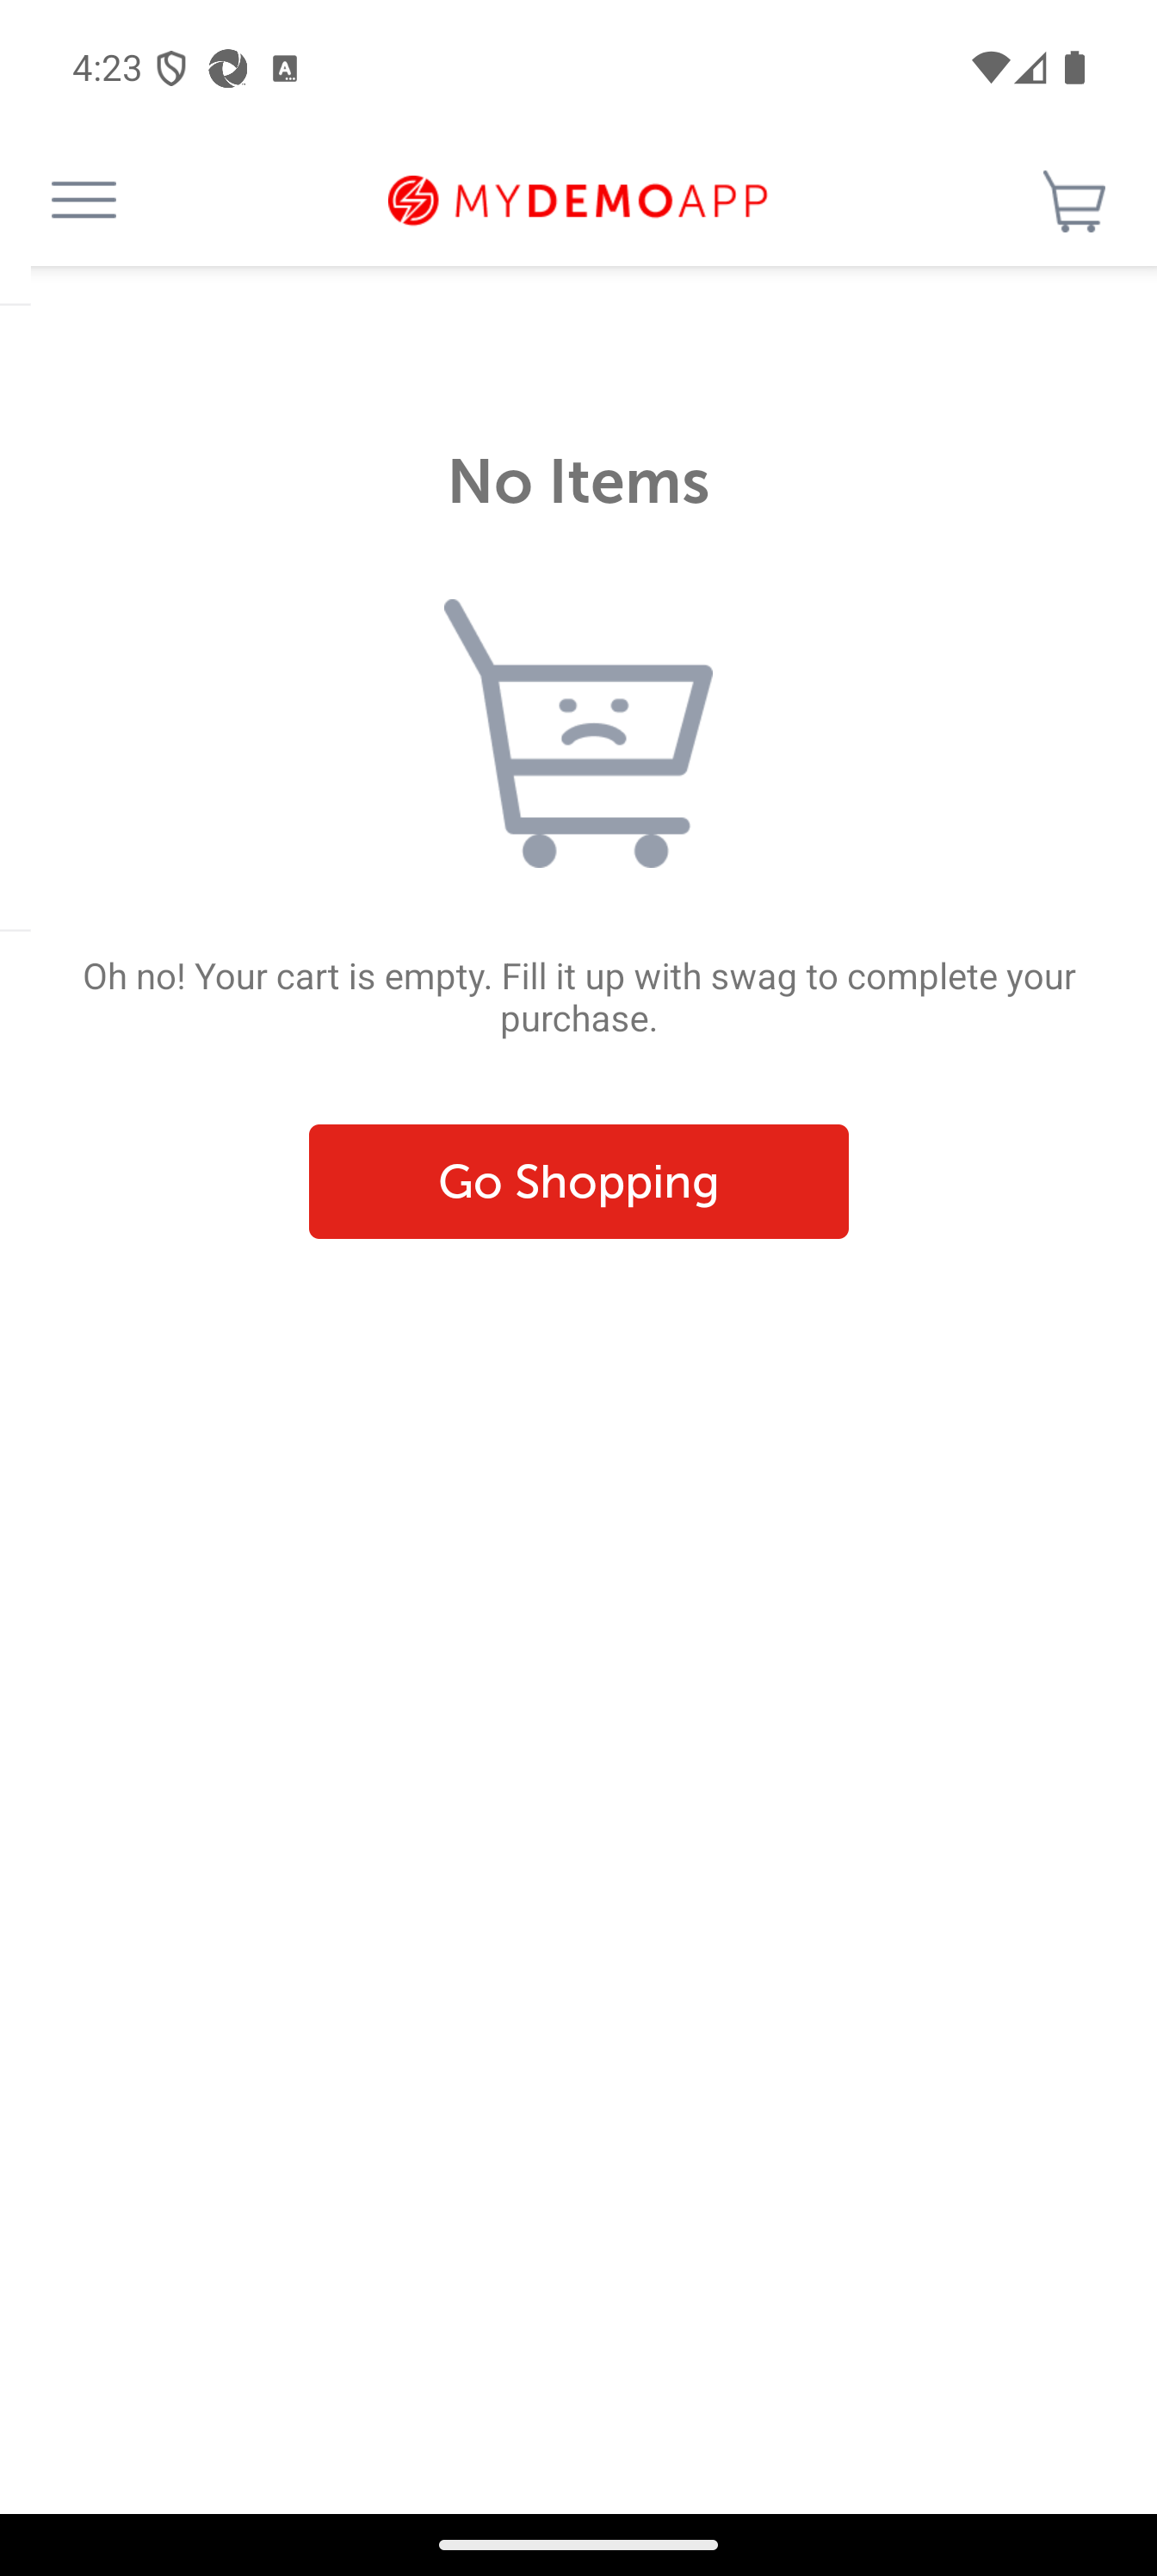 4:23
MYDEMOAPP
No Items
Oh no! Your cart is empty. Fill it up with swag to complete your
purchase.
Go Shopping